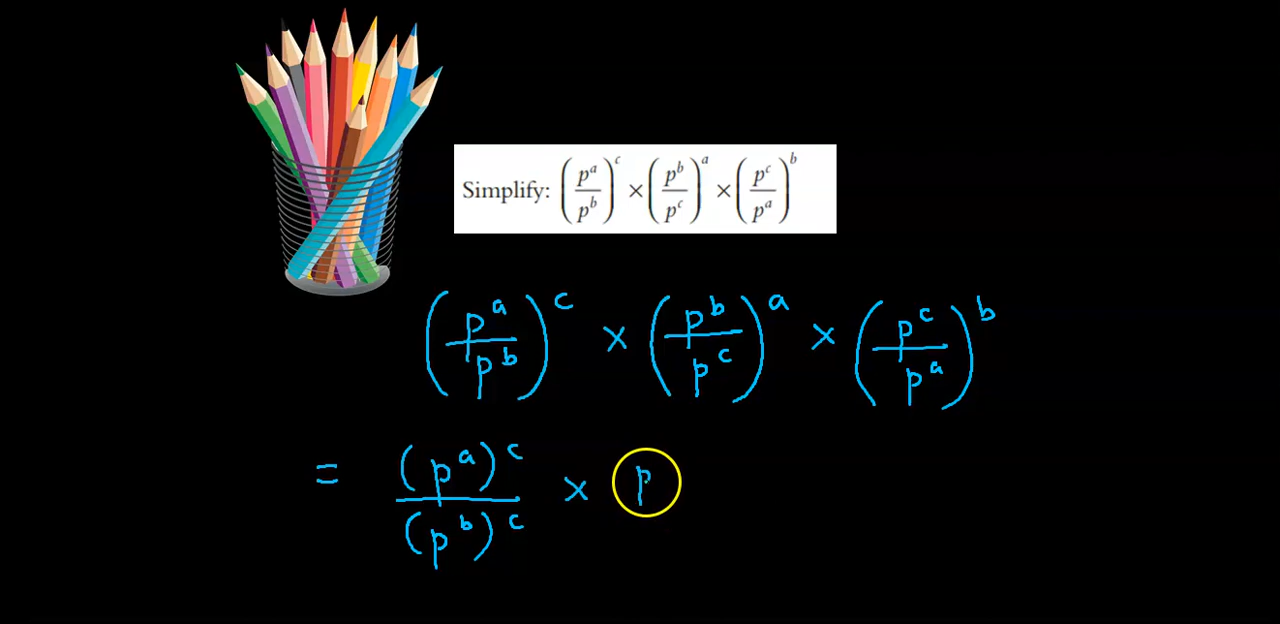 Simplify: (p^a/p^b)^c × (p^b/p^c)^a × (p^c/p^a)^b
(p^a/p^b)^c × (p^b/p^c)^a × (p^c/p^a)^b
= (p^a)^c/(p^b)^c × p